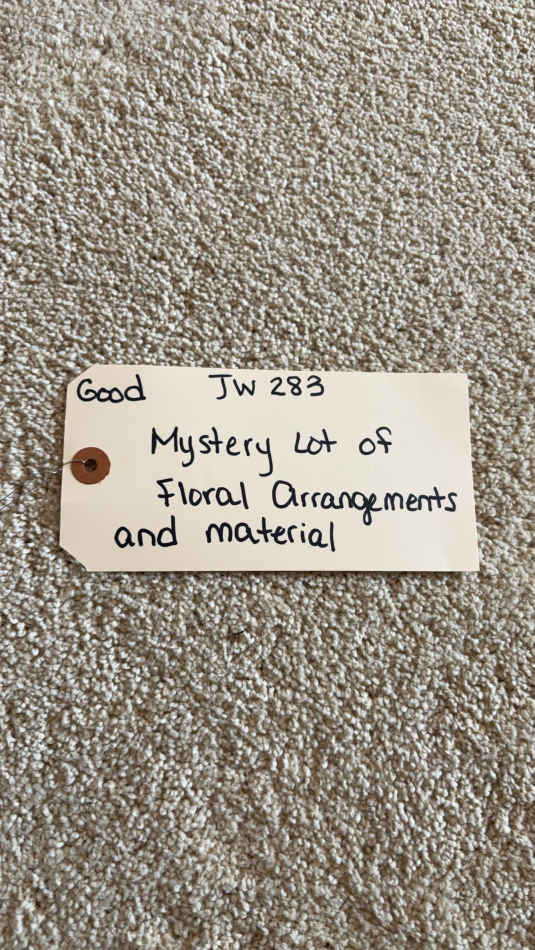 Good JW 283
Mystery Lot of
Floral Arrangements
and material